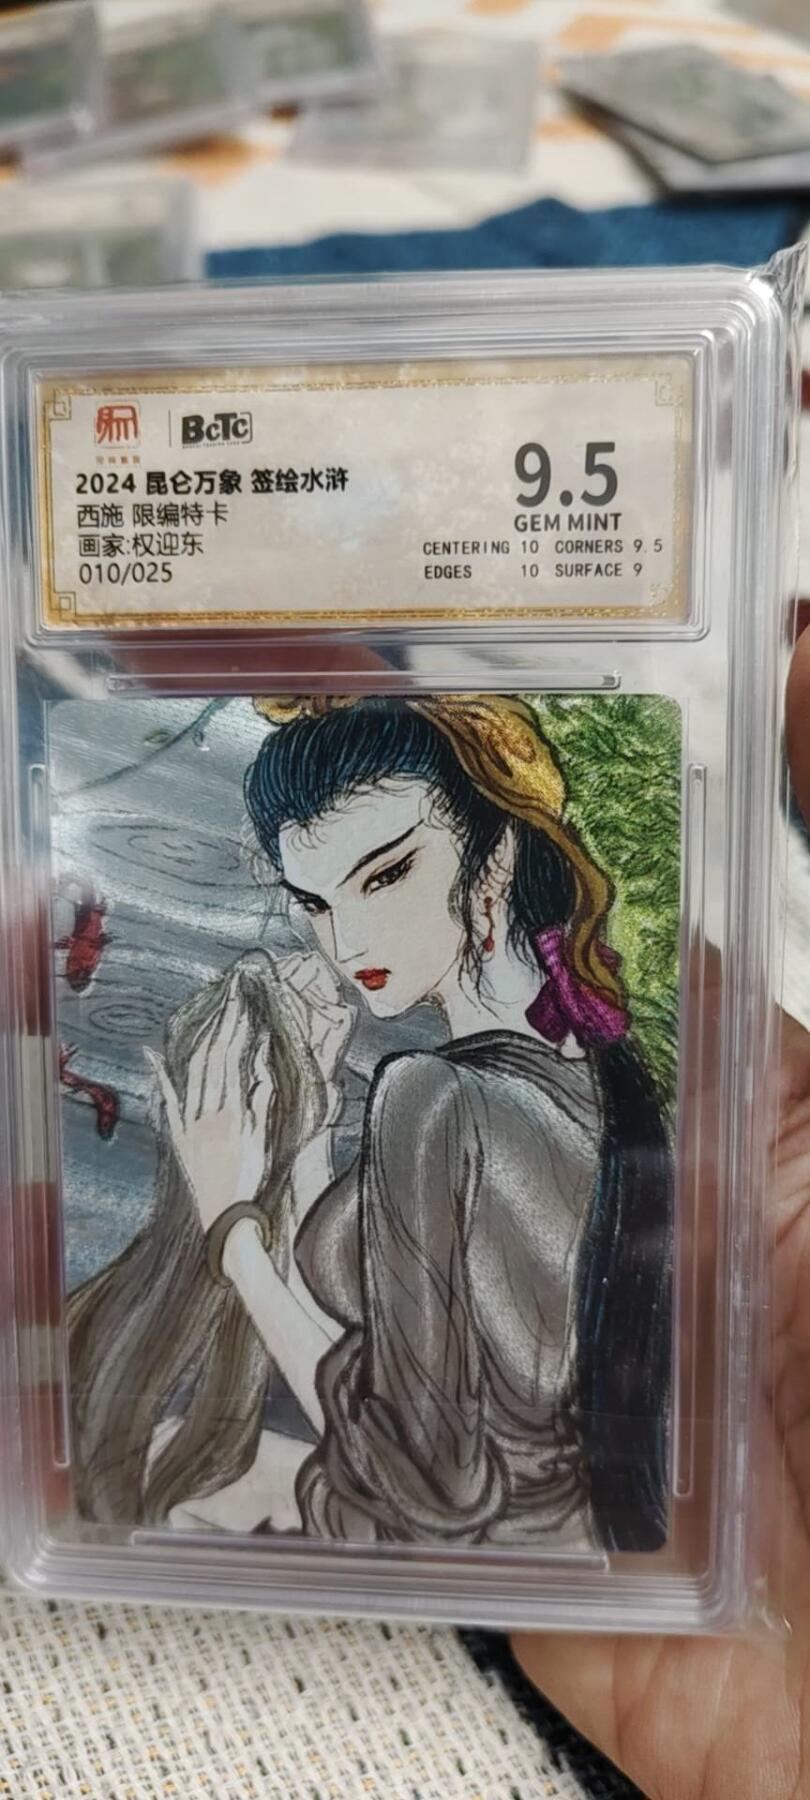 BCTC
2024 昆仑万象 签绘水浒
西施 限编特卡
画家:权迎东
010/025
9.5
GEM MINT
CENTERING 10 CORNERS 9.5
EDGES 10 SURFACE 9